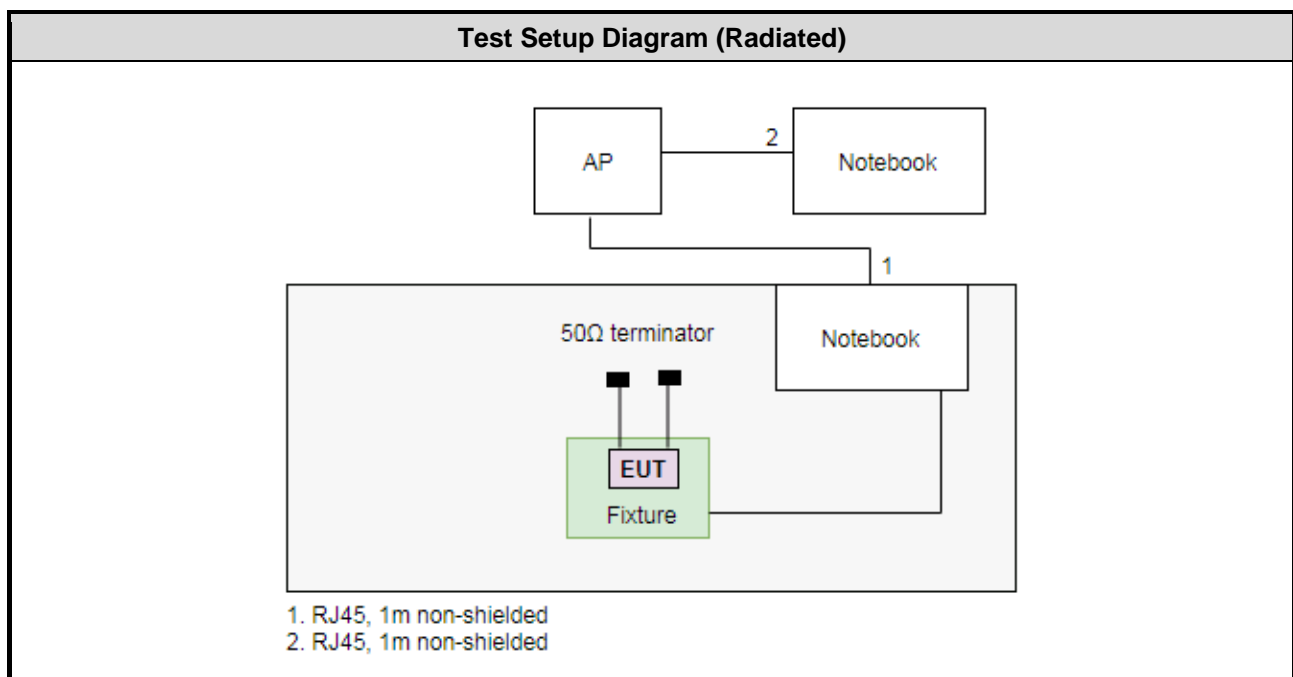 Test Setup Diagram (Radiated)
AP
2
Notebook
1
50Ω terminator
Notebook
EUT
Fixture
1. RJ45, 1m non-shielded
2. RJ45, 1m non-shielded